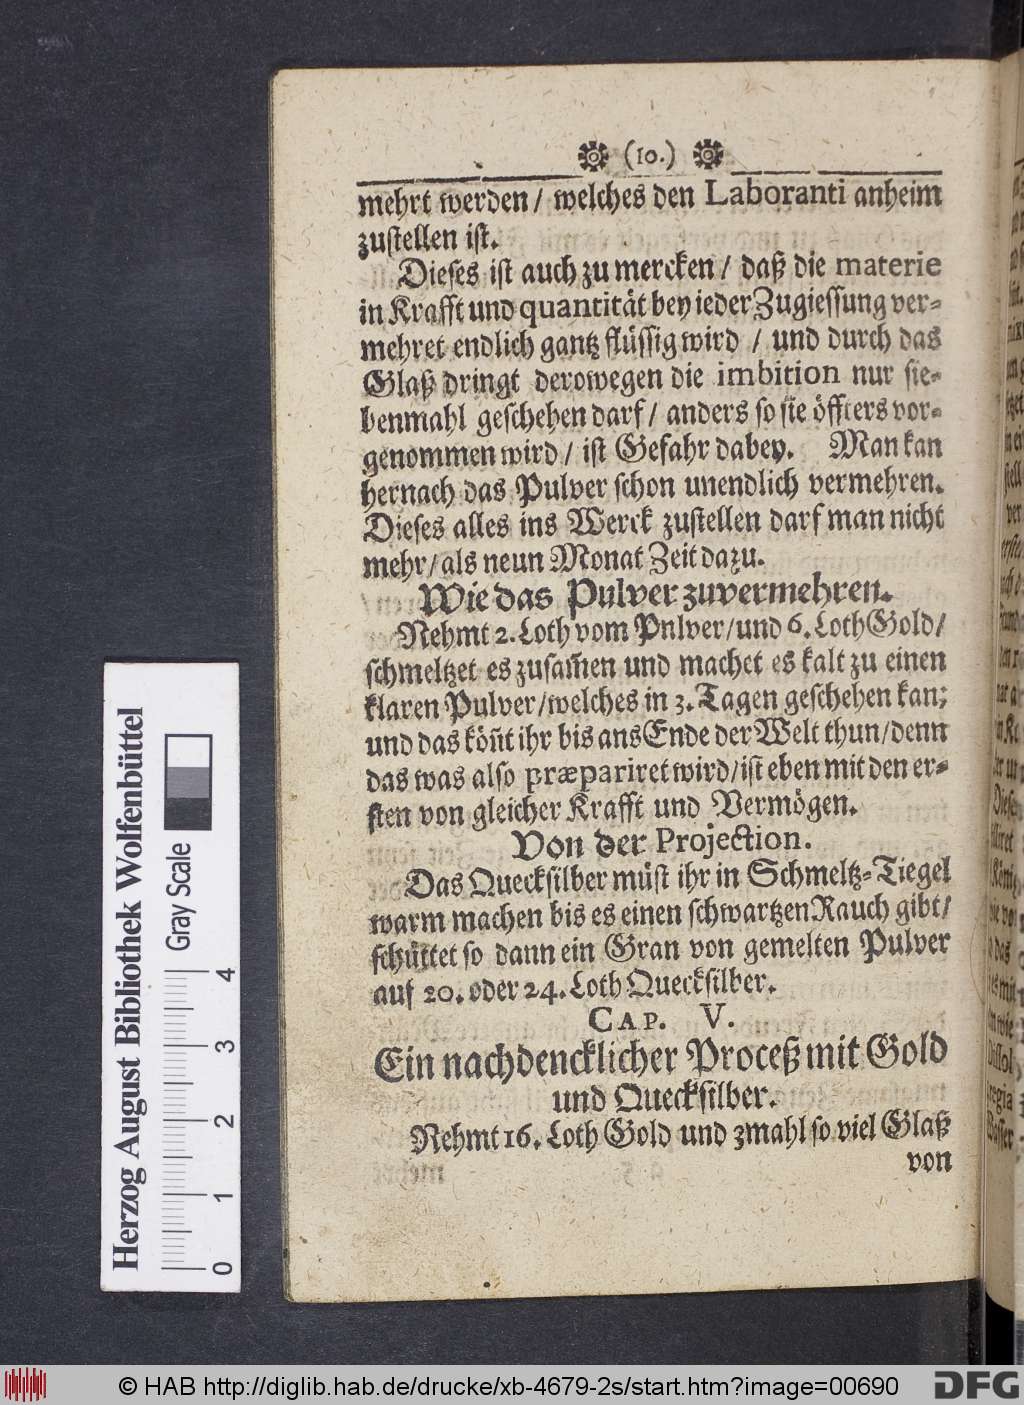 (10.)
mehrt werden / welches den Laboranti anheim
zustellen ist.
Dieses ist auch zu mercken / daß die materie
in Krafft und quantität bey ieder Zugiessung ver-
mehret endlich gantz flüssig wird / und durch das
Glaß dringt derowegen die imbition nur sie-
benmahl geschehen darf / anders so sie öffters vor-
genommen wird / ist Gefahr dabey. Man kan
hernach das Pulver schon unendlich vermehren.
Dieses alles ins Werck zustellen darf man nicht
mehr / als neun Monat Zeit dazu.
Wie das Pulver zuvermehren.
Nehmt 2. Loth vom Pnlver / und 6. Loth Gold /
schmeltzet es zusam̃en und machet es kalt zu einen
klaren Pulver / welches in 3. Tagen geschehen kan;
und das köñt ihr bis ans Ende der Welt thun / denn
das was also præpariret wird / ist eben mit den er-
sten von gleicher Krafft und Vermögen.
Von der Projection.
Das Quecksilber müst ihr in Schmeltz-Tiegel
warm machen bis es einen schwartzen Rauch gibt /
schüttet so dann ein Gran von gemelten Pulver
auf 20. oder 24. Loth Quecksilber.
CAP. V.
Ein nachdencklicher Proceß mit Gold
und Quecksilber.
Nehmt 16. Loth Gold und 3mahl so viel Glaß
von
Herzog August Bibliothek Wolfenbüttel
Gray Scale
0 1 2 3 4
© HAB http://diglib.hab.de/drucke/xb-4679-2s/start.htm?image=00690
DFG